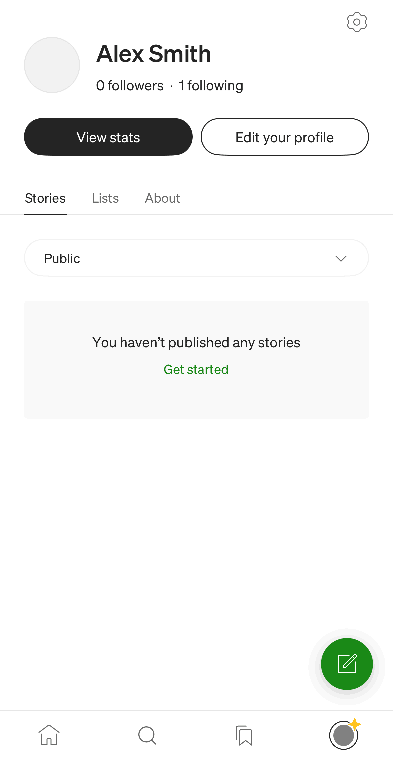 Alex Smith
0 followers · 1 following
View stats
Edit your profile
Stories
Lists
About
Public
You haven’t published any stories
Get started